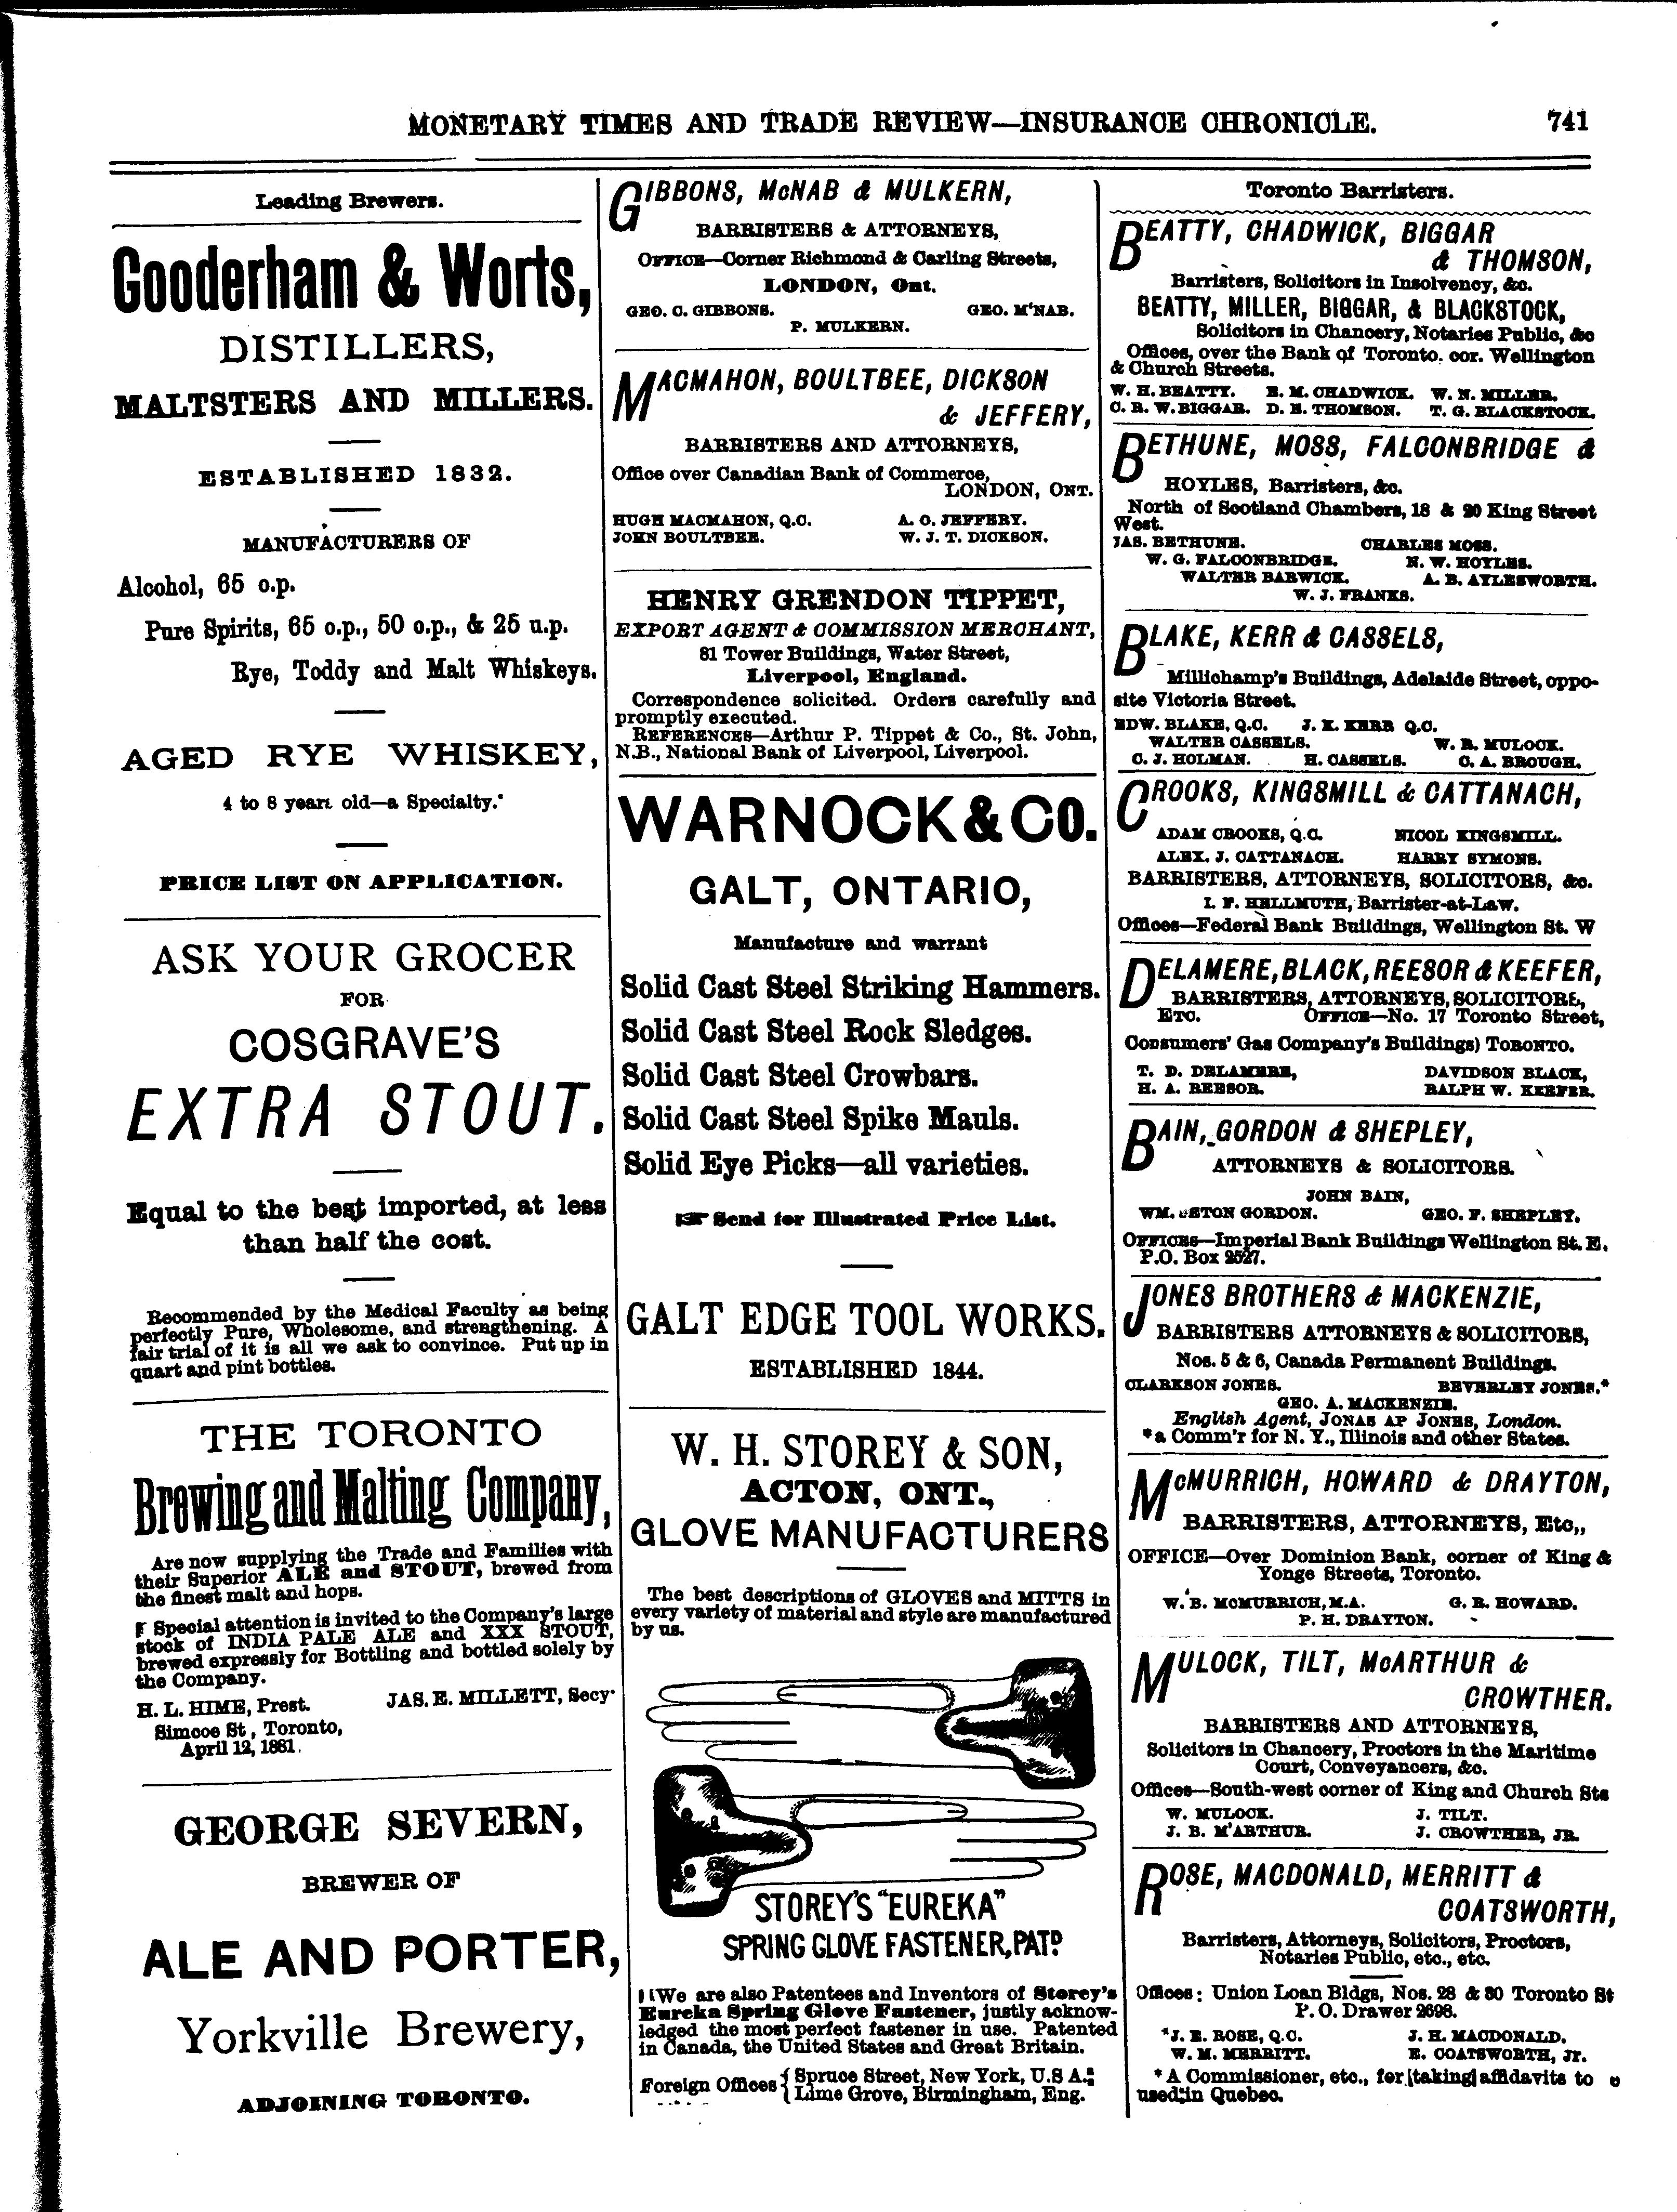 MONETARY TIMES AND TRADE REVIEW—INSURANCE CHRONICLE. 741
Leading Brewers.
Gooderham & Worts,
DISTILLERS,
MALTSTERS AND MILLERS.
ESTABLISHED 1832.
MANUFACTURERS OF
Alcohol, 65 o.p.
Pure Spirits, 65 o.p., 50 o.p., & 25 u.p.
Rye, Toddy and Malt Whiskeys.
AGED RYE WHISKEY,
4 to 8 years old—a Specialty.
PRICE LIST ON APPLICATION.
ASK YOUR GROCER
FOR
COSGRAVE'S
EXTRA STOUT.
Equal to the best imported, at less
than half the cost.
Recommended by the Medical Faculty as being
perfectly Pure, Wholesome, and strengthening. A
fair trial of it is all we ask to convince. Put up in
quart and pint bottles.
THE TORONTO
Brewing and Malting Company,
Are now supplying the Trade and Families with
their Superior ALE and STOUT, brewed from
the finest malt and hops.
Special attention is invited to the Company's large
stock of INDIA PALE ALE and XXX STOUT,
brewed expressly for Bottling and bottled solely by
the Company.
H. L. HIME, Prest. JAS. E. MILLETT, Secy.
Simcoe St, Toronto,
April 12, 1881.
GEORGE SEVERN,
BREWER OF
ALE AND PORTER,
Yorkville Brewery,
ADJOINING TORONTO.
GIBBONS, McNAB & MULKERN,
BARRISTERS & ATTORNEYS,
OFFICE—Corner Richmond & Carling Streets,
LONDON, Ont.
GEO. C. GIBBONS. GEO. M'NAB.
P. MULKERN.
MACMAHON, BOULTBEE, DICKSON
& JEFFERY,
BARRISTERS AND ATTORNEYS,
Office over Canadian Bank of Commerce,
LONDON, ONT.
HUGH MACMAHON, Q.C. A. O. JEFFERY.
JOHN BOULTBEE. W. J. T. DICKSON.
HENRY GRENDON TIPPET,
EXPORT AGENT & COMMISSION MERCHANT,
81 Tower Buildings, Water Street,
Liverpool, England.
Correspondence solicited. Orders carefully and
promptly executed.
REFERENCES—Arthur P. Tippet & Co., St. John,
N.B., National Bank of Liverpool, Liverpool.
WARNOCK & CO.
GALT, ONTARIO,
Manufacture and warrant
Solid Cast Steel Striking Hammers.
Solid Cast Steel Rock Sledges.
Solid Cast Steel Crowbars.
Solid Cast Steel Spike Mauls.
Solid Eye Picks—all varieties.
☞ Send for Illustrated Price List.
GALT EDGE TOOL WORKS.
ESTABLISHED 1844.
W. H. STOREY & SON,
ACTON, ONT.,
GLOVE MANUFACTURERS
The best descriptions of GLOVES and MITTS in
every variety of material and style are manufactured
by us.
STOREY'S "EUREKA"
SPRING GLOVE FASTENER, PATD.
We are also Patentees and Inventors of Storey's
Eureka Spring Glove Fastener, justly acknow-
ledged the most perfect fastener in use. Patented
in Canada, the United States and Great Britain.
Foreign Offices { Spruce Street, New York, U.S A.;
{ Lime Grove, Birmingham, Eng.
Toronto Barristers.
BEATTY, CHADWICK, BIGGAR
& THOMSON,
Barristers, Solicitors in Insolvency, &c.
BEATTY, MILLER, BIGGAR, & BLACKSTOCK,
Solicitors in Chancery, Notaries Public, &c
Offices, over the Bank of Toronto. cor. Wellington
& Church Streets.
W. H. BEATTY. E. M. CHADWICK. W. N. MILLER.
C. R. W. BIGGAR. D. E. THOMSON. T. G. BLACKSTOCK.
BETHUNE, MOSS, FALCONBRIDGE &
HOYLES, Barristers, &c.
North of Scotland Chambers, 18 & 20 King Street
West.
JAS. BETHUNE. CHARLES MOSS.
W. G. FALCONBRIDGE. N. W. HOYLES.
WALTER BARWICK. A. B. AYLESWORTH.
W. J. FRANKS.
BLAKE, KERR & CASSELS,
Millichamp's Buildings, Adelaide Street, oppo-
site Victoria Street.
EDW. BLAKE, Q.C. J. K. KERR Q.C.
WALTER CASSELS. W. R. MULOCK.
C. J. HOLMAN. H. CASSELS. C. A. BROUGH.
CROOKS, KINGSMILL & CATTANACH,
ADAM CROOKS, Q.C. NICOL KINGSMILL.
ALEX. J. CATTANACH. HARRY SYMONS.
BARRISTERS, ATTORNEYS, SOLICITORS, &c.
I. F. HELLMUTH, Barrister-at-Law.
Offices—Federal Bank Buildings, Wellington St. W
DELAMERE, BLACK, REESOR & KEEFER,
BARRISTERS, ATTORNEYS, SOLICITORS,
ETC. OFFICE—No. 17 Toronto Street,
Consumers' Gas Company's Buildings) TORONTO.
T. D. DELAMERE, DAVIDSON BLACK,
H. A. REESOR. RALPH W. KEEFER.
BAIN, GORDON & SHEPLEY,
ATTORNEYS & SOLICITORS.
JOHN BAIN,
WM. GORDON. GEO. F. SHEPLEY.
OFFICES—Imperial Bank Buildings Wellington St. E.
P.O. Box 2527.
JONES BROTHERS & MACKENZIE,
BARRISTERS ATTORNEYS & SOLICITORS,
Nos. 5 & 6, Canada Permanent Buildings.
CLARKSON JONES. BEVERLEY JONES.*
GEO. A. MACKENZIE.
English Agent, JONAS AP JONES, London.
*a Comm'r for N. Y., Illinois and other States.
McMURRICH, HOWARD & DRAYTON,
BARRISTERS, ATTORNEYS, Etc,,
OFFICE—Over Dominion Bank, corner of King &
Yonge Streets, Toronto.
W. B. McMURRICH, M.A. G. R. HOWARD.
P. H. DRAYTON.
MULOCK, TILT, McARTHUR &
CROWTHER.
BARRISTERS AND ATTORNEYS,
Solicitors in Chancery, Proctors in the Maritime
Court, Conveyancers, &c.
Offices—South-west corner of King and Church Sts
W. MULOCK. J. TILT.
J. B. M'ARTHUR. J. CROWTHER, JR.
ROSE, MACDONALD, MERRITT &
COATSWORTH,
Barristers, Attorneys, Solicitors, Proctors,
Notaries Public, etc., etc.
Offices: Union Loan Bldgs, Nos. 28 & 30 Toronto St
P. O. Drawer 2698.
*J. E. ROSE, Q.C. J. H. MACDONALD.
W. M. MERRITT. E. COATSWORTH, Jr.
* A Commissioner, etc., for taking affidavits to
used in Quebec.